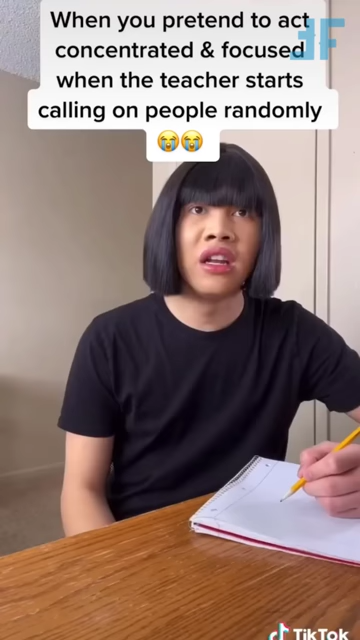 When you pretend to act
concentrated & focused
when the teacher starts
calling on people randomly
😭😭
TikTok